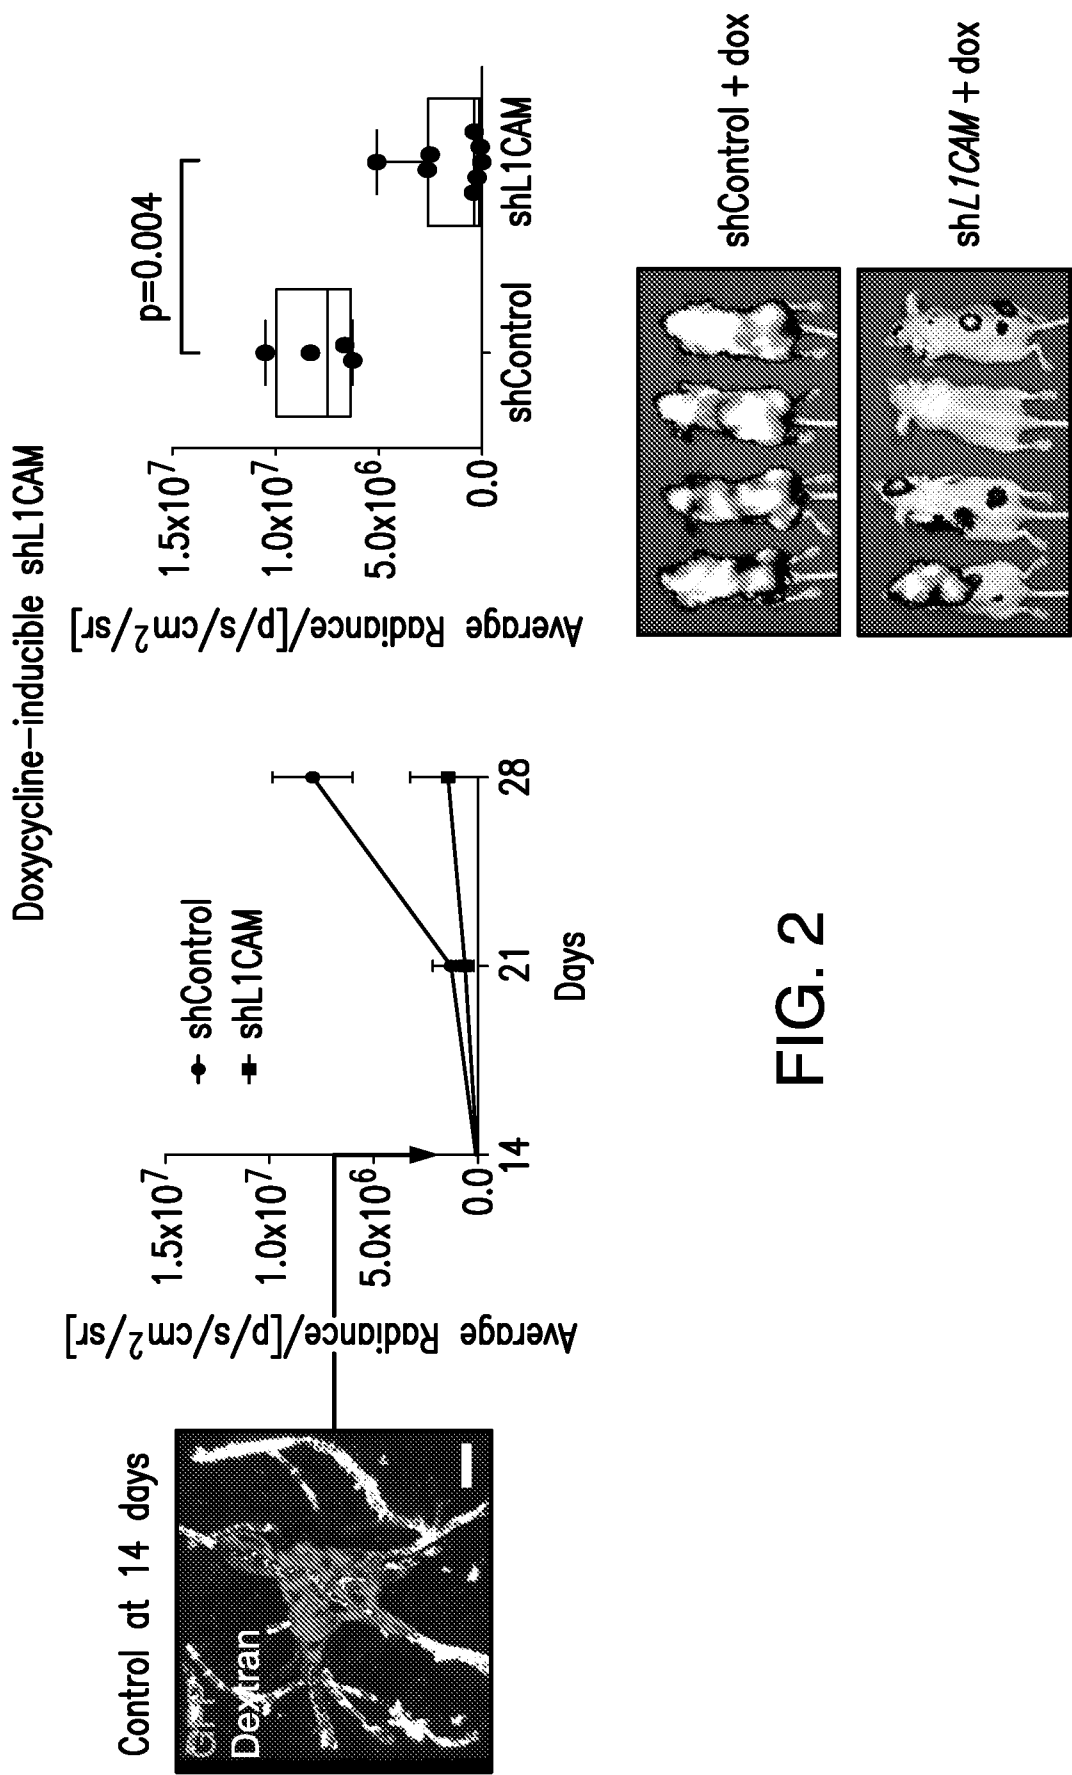 Doxycycline-inducible shL1CAM
Control at 14 days
GFP
Dextran
Average Radiance/[p/s/cm²/sr]
1.5x10⁷
1.0x10⁷
5.0x10⁶
0.0
shControl
shL1CAM
14
21
28
Days
Average Radiance/[p/s/cm²/sr]
1.5x10⁷
1.0x10⁷
5.0x10⁶
0.0
p=0.004
shControl
shL1CAM
shControl + dox
shL1CAM + dox
FIG. 2